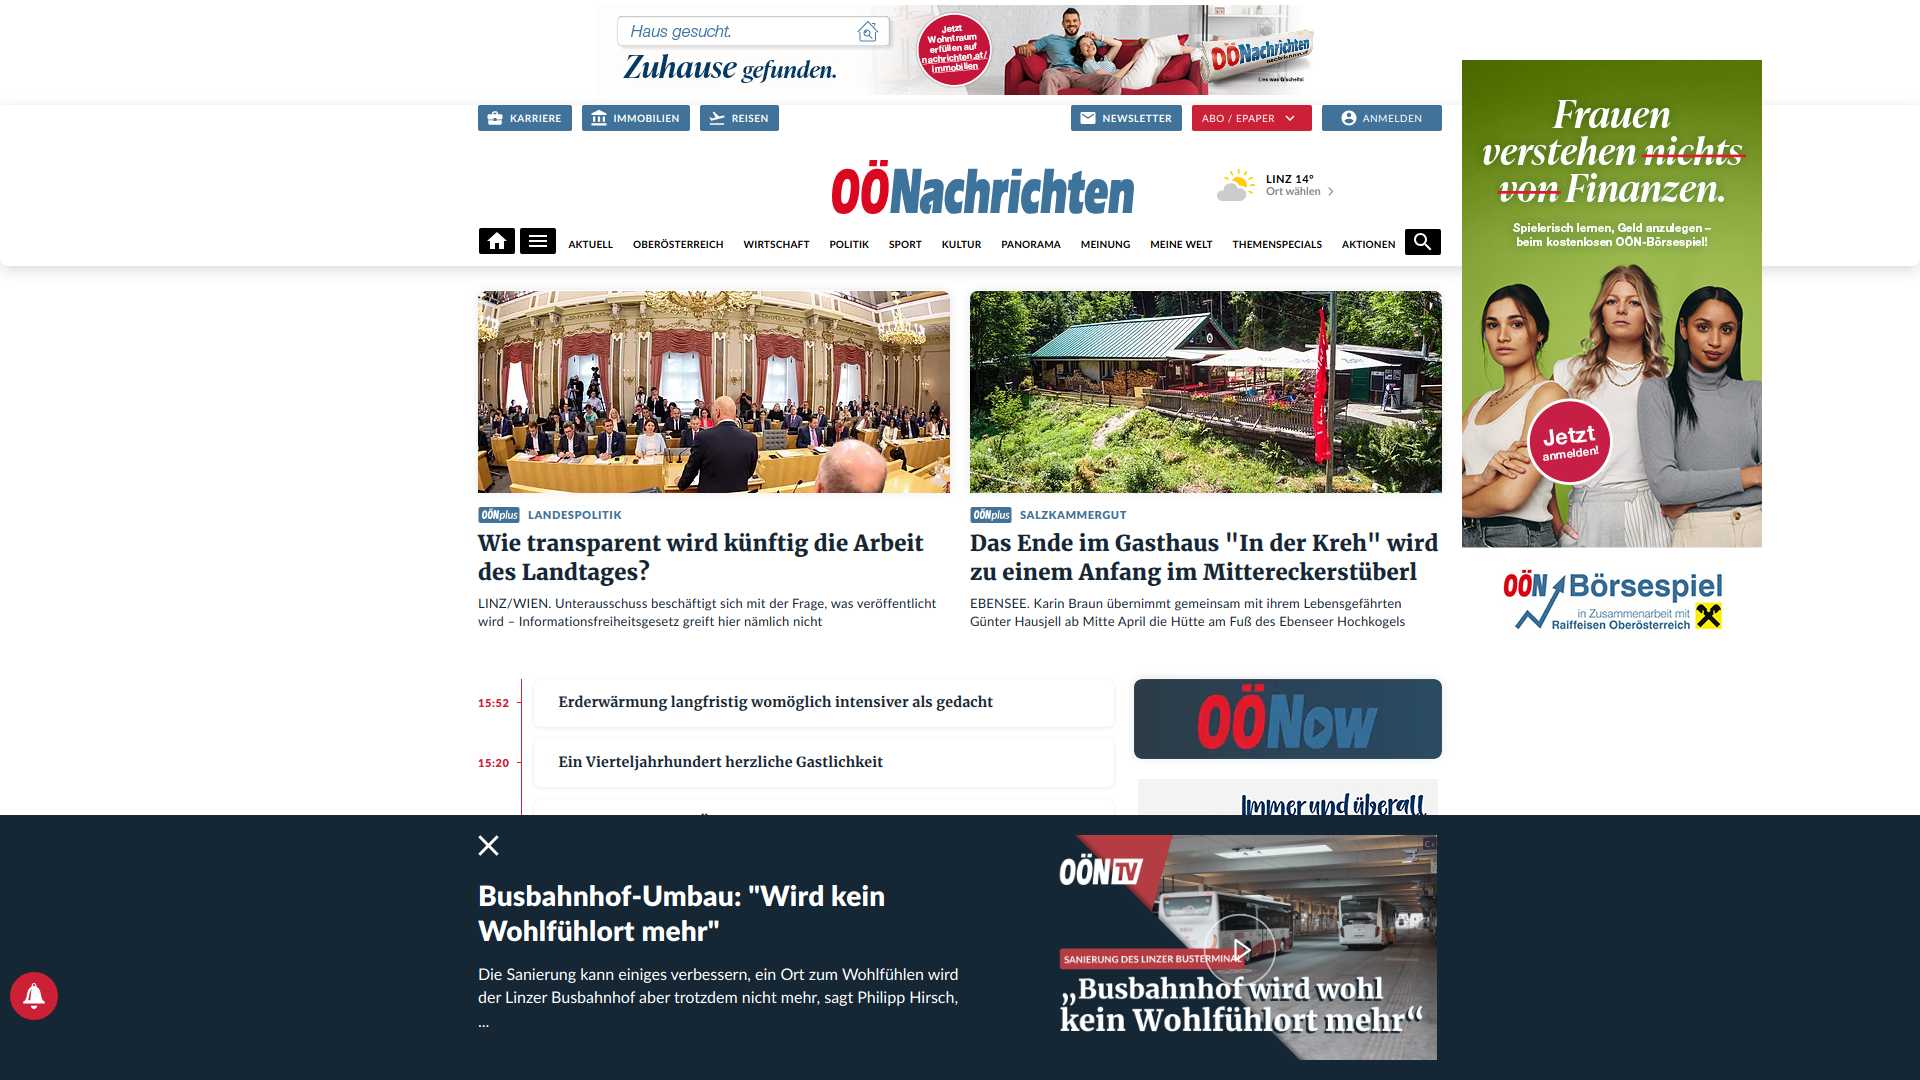 Haus gesucht.
Zuhause gefunden.
Jetzt
Wohntraum
erfüllen auf
nachrichten.at/
immobilien
OÖNachrichten
Lies was G'scheits!
KARRIERE
IMMOBILIEN
REISEN
NEWSLETTER
ABO / EPAPER
ANMELDEN
OÖNachrichten
LINZ 14°
Ort wählen
AKTUELL
OBERÖSTERREICH
WIRTSCHAFT
POLITIK
SPORT
KULTUR
PANORAMA
MEINUNG
MEINE WELT
THEMENSPECIALS
AKTIONEN
Frauen
verstehen nichts
von Finanzen.
Spielerisch lernen, Geld anzulegen –
beim kostenlosen OÖN-Börsespiel!
Jetzt
anmelden!
OÖN Börsespiel
in Zusammenarbeit mit
Raiffeisen Oberösterreich
OÖNplus LANDESPOLITIK
Wie transparent wird künftig die Arbeit
des Landtages?
LINZ/WIEN. Unterausschuss beschäftigt sich mit der Frage, was veröffentlicht
wird – Informationsfreiheitsgesetz greift hier nämlich nicht
OÖNplus SALZKAMMERGUT
Das Ende im Gasthaus "In der Kreh" wird
zu einem Anfang im Mittereckerstüberl
EBENSEE. Karin Braun übernimmt gemeinsam mit ihrem Lebensgefährten
Günter Hausjell ab Mitte April die Hütte am Fuß des Ebenseer Hochkogels
15:52 Erderwärmung langfristig womöglich intensiver als gedacht
15:20 Ein Vierteljahrhundert herzliche Gastlichkeit
OÖNow
Immer und überall
Busbahnhof-Umbau: "Wird kein
Wohlfühlort mehr"
Die Sanierung kann einiges verbessern, ein Ort zum Wohlfühlen wird
der Linzer Busbahnhof aber trotzdem nicht mehr, sagt Philipp Hirsch,
...
OÖN TV
SANIERUNG DES LINZER BUSTERMINAL
„Busbahnhof wird wohl
kein Wohlfühlort mehr“